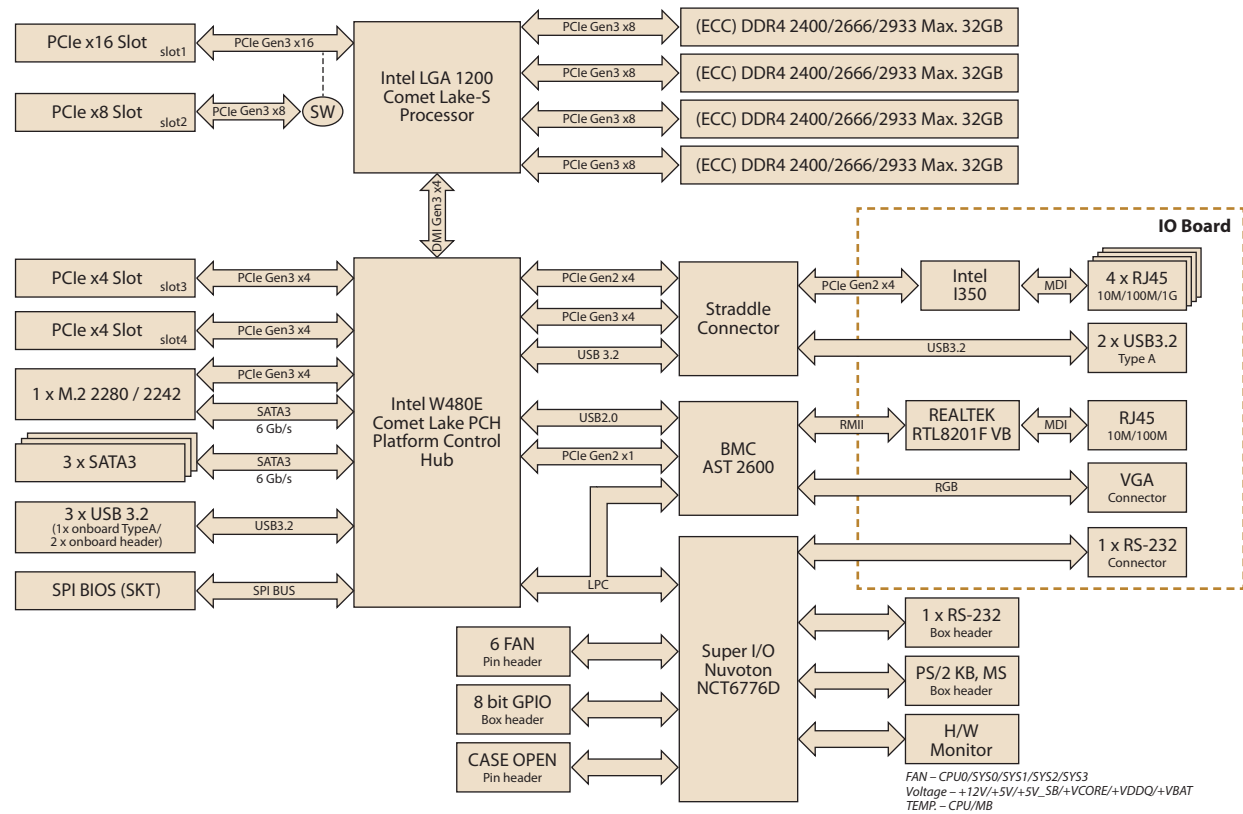 PCIe x16 Slot slot1
PCIe Gen3 x16
PCIe x8 Slot slot2
PCIe Gen3 x8
SW
Intel LGA 1200
Comet Lake-S
Processor
PCIe Gen3 x8
(ECC) DDR4 2400/2666/2933 Max. 32GB
PCIe Gen3 x8
(ECC) DDR4 2400/2666/2933 Max. 32GB
PCIe Gen3 x8
(ECC) DDR4 2400/2666/2933 Max. 32GB
PCIe Gen3 x8
(ECC) DDR4 2400/2666/2933 Max. 32GB
DMI Gen3 x4
PCIe x4 Slot slot3
PCIe Gen3 x4
PCIe x4 Slot slot4
PCIe Gen3 x4
1 x M.2 2280 / 2242
PCIe Gen3 x4
SATA3
6 Gb/s
3 x SATA3
SATA3
6 Gb/s
3 x USB 3.2
(1x onboard TypeA/
2 x onboard header)
USB3.2
SPI BIOS (SKT)
SPI BUS
Intel W480E
Comet Lake PCH
Platform Control
Hub
PCIe Gen2 x4
PCIe Gen3 x4
USB 3.2
USB2.0
PCIe Gen2 x1
LPC
Straddle
Connector
BMC
AST 2600
IO Board
PCIe Gen2 x4
Intel
I350
MDI
4 x RJ45
10M/100M/1G
USB3.2
2 x USB3.2
Type A
RMII
REALTEK
RTL8201F VB
MDI
RJ45
10M/100M
RGB
VGA
Connector
1 x RS-232
Connector
6 FAN
Pin header
8 bit GPIO
Box header
CASE OPEN
Pin header
Super I/O
Nuvoton
NCT6776D
1 x RS-232
Box header
PS/2 KB, MS
Box header
H/W
Monitor
FAN – CPU0/SYS0/SYS1/SYS2/SYS3
Voltage – +12V/+5V/+5V_SB/+VCORE/+VDDQ/+VBAT
TEMP. – CPU/MB